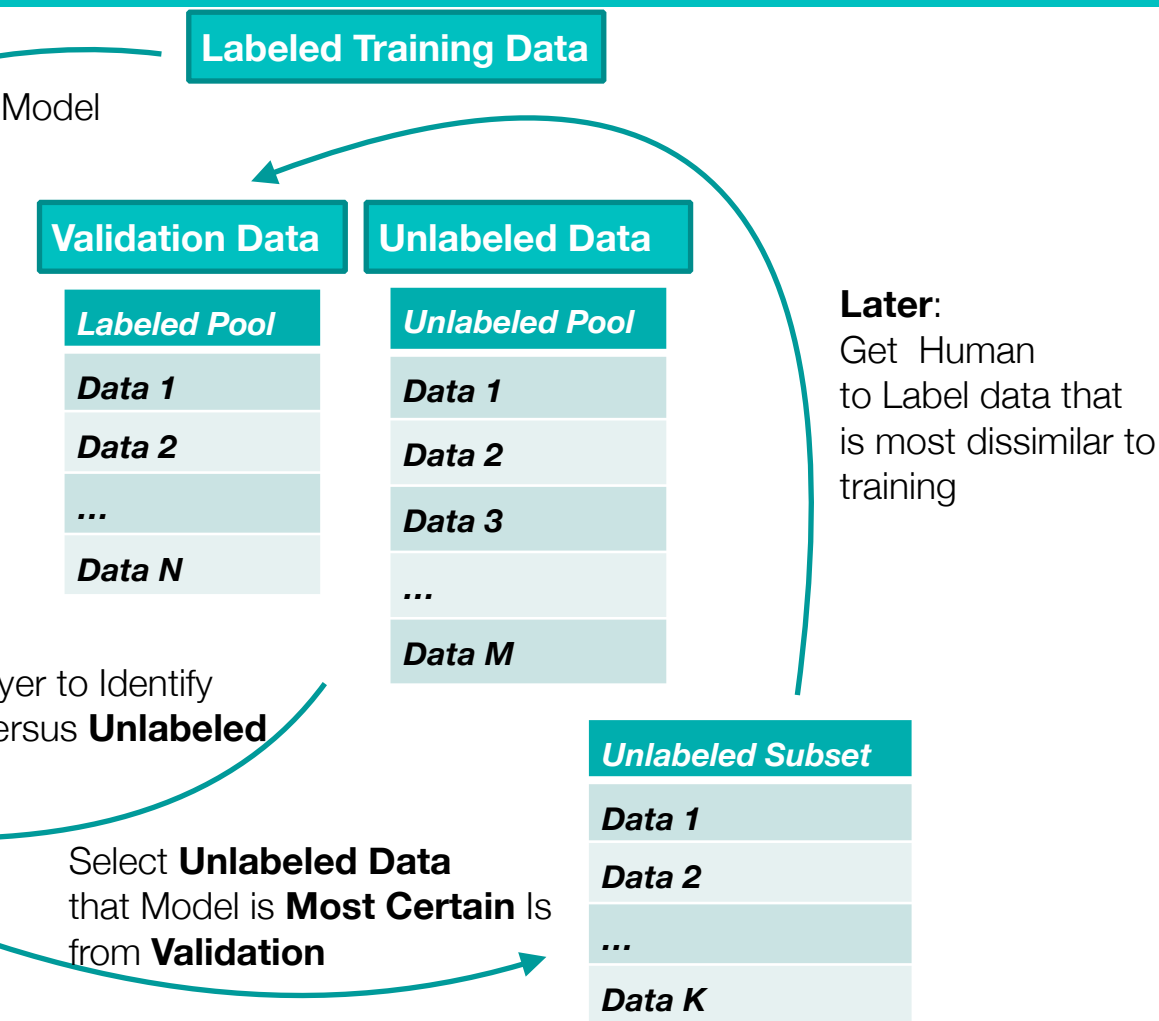 Labeled Training Data
Model
Validation Data
Unlabeled Data
Labeled Pool
Data 1
Data 2
...
Data N
Unlabeled Pool
Data 1
Data 2
Data 3
...
Data M
Later:
Get Human
to Label data that
is most dissimilar to
training
yer to Identify
ersus Unlabeled
Select Unlabeled Data
that Model is Most Certain Is
from Validation
Unlabeled Subset
Data 1
Data 2
...
Data K